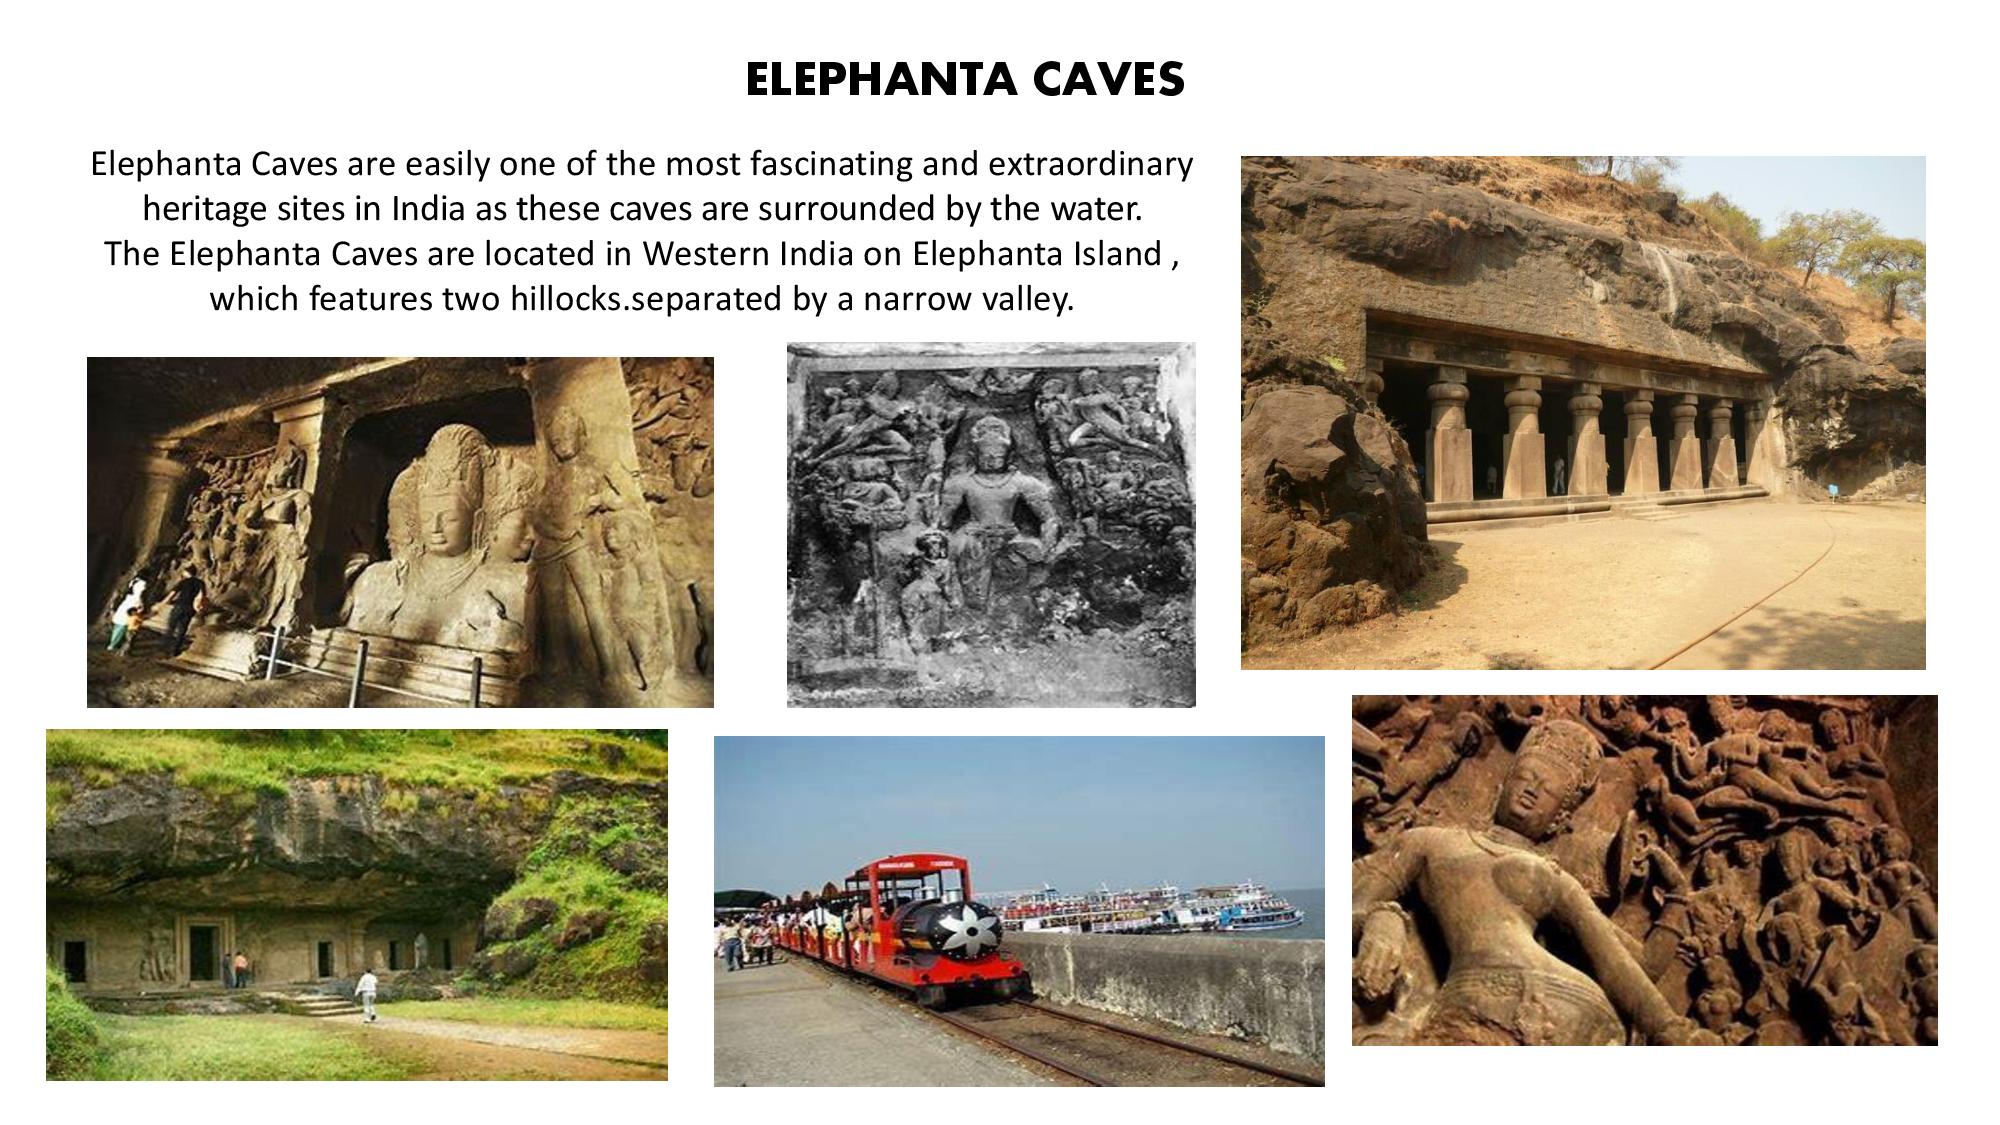 ELEPHANTA CAVES
Elephanta Caves are easily one of the most fascinating and extraordinary
heritage sites in India as these caves are surrounded by the water.
The Elephanta Caves are located in Western India on Elephanta Island ,
which features two hillocks.separated by a narrow valley.